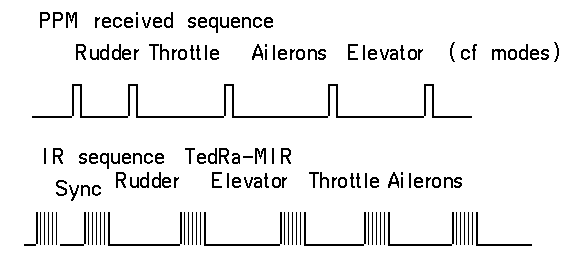 PPM received sequence
Rudder Throttle Ailerons Elevator (cf modes)
IR sequence TedRa-MIR
Sync Rudder Elevator Throttle Ailerons